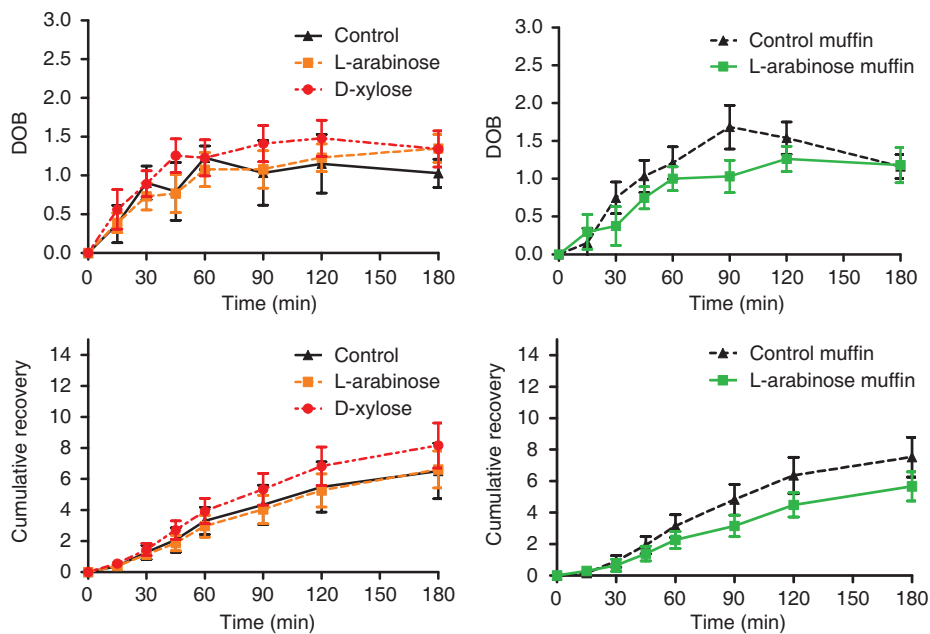 3.0
2.5
2.0
1.5
1.0
0.5
0.0
DOB
Control
L-arabinose
D-xylose
0 30 60 90 120 150 180
Time (min)
3.0
2.5
2.0
1.5
1.0
0.5
0.0
DOB
Control muffin
L-arabinose muffin
0 30 60 90 120 150 180
Time (min)
14
12
10
8
6
4
2
0
Cumulative recovery
Control
L-arabinose
D-xylose
0 30 60 90 120 150 180
Time (min)
14
12
10
8
6
4
2
0
Cumulative recovery
Control muffin
L-arabinose muffin
0 30 60 90 120 150 180
Time (min)